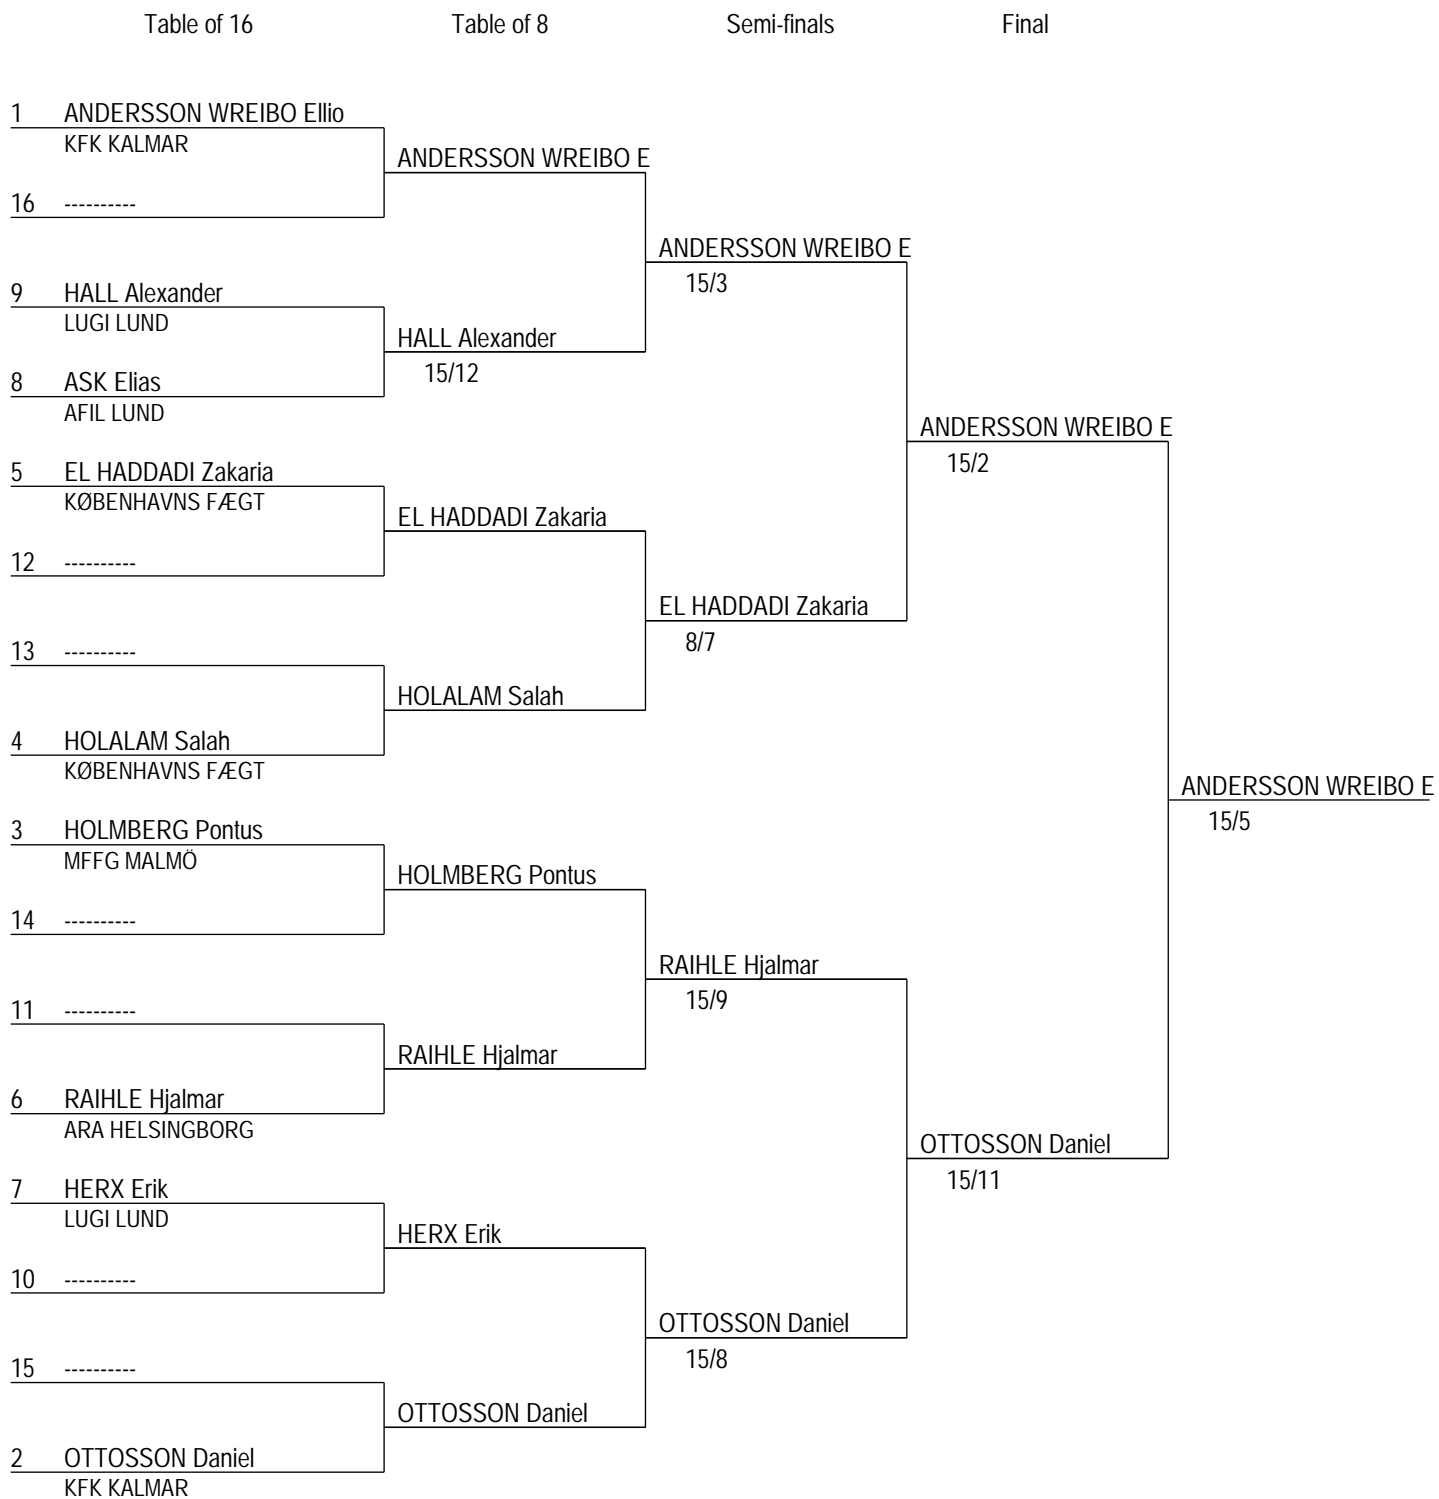 Table of 16 Table of 8 Semi-finals Final
1 ANDERSSON WREIBO Ellio
KFK KALMAR
ANDERSSON WREIBO E
16 ----------
ANDERSSON WREIBO E
15/3
9 HALL Alexander
LUGI LUND
HALL Alexander
15/12
8 ASK Elias
AFIL LUND
ANDERSSON WREIBO E
15/2
5 EL HADDADI Zakaria
KØBENHAVNS FÆGT
EL HADDADI Zakaria
12 ----------
EL HADDADI Zakaria
8/7
13 ----------
HOLALAM Salah
4 HOLALAM Salah
KØBENHAVNS FÆGT
ANDERSSON WREIBO E
15/5
3 HOLMBERG Pontus
MFFG MALMÖ
HOLMBERG Pontus
14 ----------
RAIHLE Hjalmar
15/9
11 ----------
RAIHLE Hjalmar
6 RAIHLE Hjalmar
ARA HELSINGBORG
OTTOSSON Daniel
15/11
7 HERX Erik
LUGI LUND
HERX Erik
10 ----------
OTTOSSON Daniel
15/8
15 ----------
OTTOSSON Daniel
2 OTTOSSON Daniel
KFK KALMAR